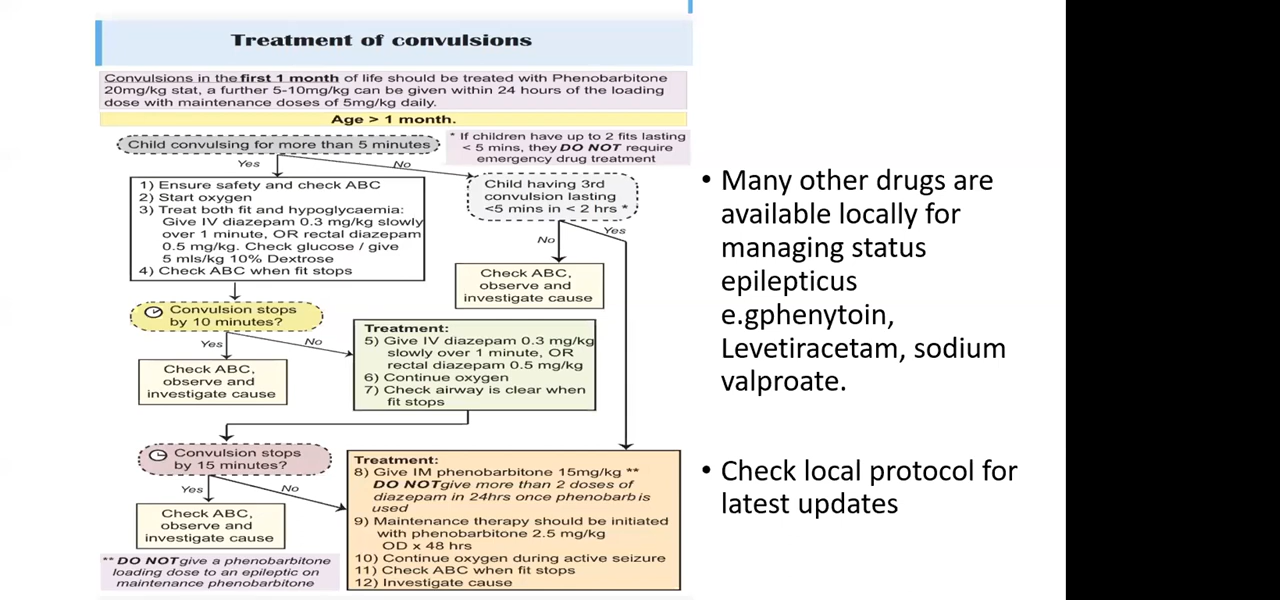 Treatment of convulsions
Convulsions in the first 1 month of life should be treated with Phenobarbitone
20mg/kg stat, a further 5-10mg/kg can be given within 24 hours of the loading
dose with maintenance doses of 5mg/kg daily.
Age > 1 month.
Child convulsing for more than 5 minutes
* If children have up to 2 fits lasting
< 5 mins, they DO NOT require
emergency drug treatment
Yes
No
1) Ensure safety and check ABC
2) Start oxygen
3) Treat both fit and hypoglycaemia:
Give IV diazepam 0.3 mg/kg slowly
over 1 minute, OR rectal diazepam
0.5 mg/kg. Check glucose / give
5 mls/kg 10% Dextrose
4) Check ABC when fit stops
Child having 3rd
convulsion lasting
<5 mins in < 2 hrs *
No
Yes
Check ABC,
observe and
investigate cause
Convulsion stops
by 10 minutes?
Yes
No
Check ABC,
observe and
investigate cause
Treatment:
5) Give IV diazepam 0.3 mg/kg
slowly over 1 minute, OR
rectal diazepam 0.5 mg/kg
6) Continue oxygen
7) Check airway is clear when
fit stops
Convulsion stops
by 15 minutes?
Yes
No
Check ABC,
observe and
investigate cause
Treatment:
8) Give IM phenobarbitone 15mg/kg **
DO NOT give more than 2 doses of
diazepam in 24hrs once phenobarb is
used
9) Maintenance therapy should be initiated
with phenobarbitone 2.5 mg/kg
OD x 48 hrs
10) Continue oxygen during active seizure
11) Check ABC when fit stops
12) Investigate cause
** DO NOT give a phenobarbitone
loading dose to an epileptic on
maintenance phenobarbitone
• Many other drugs are
available locally for
managing status
epilepticus
e.gphenytoin,
Levetiracetam, sodium
valproate.
• Check local protocol for
latest updates